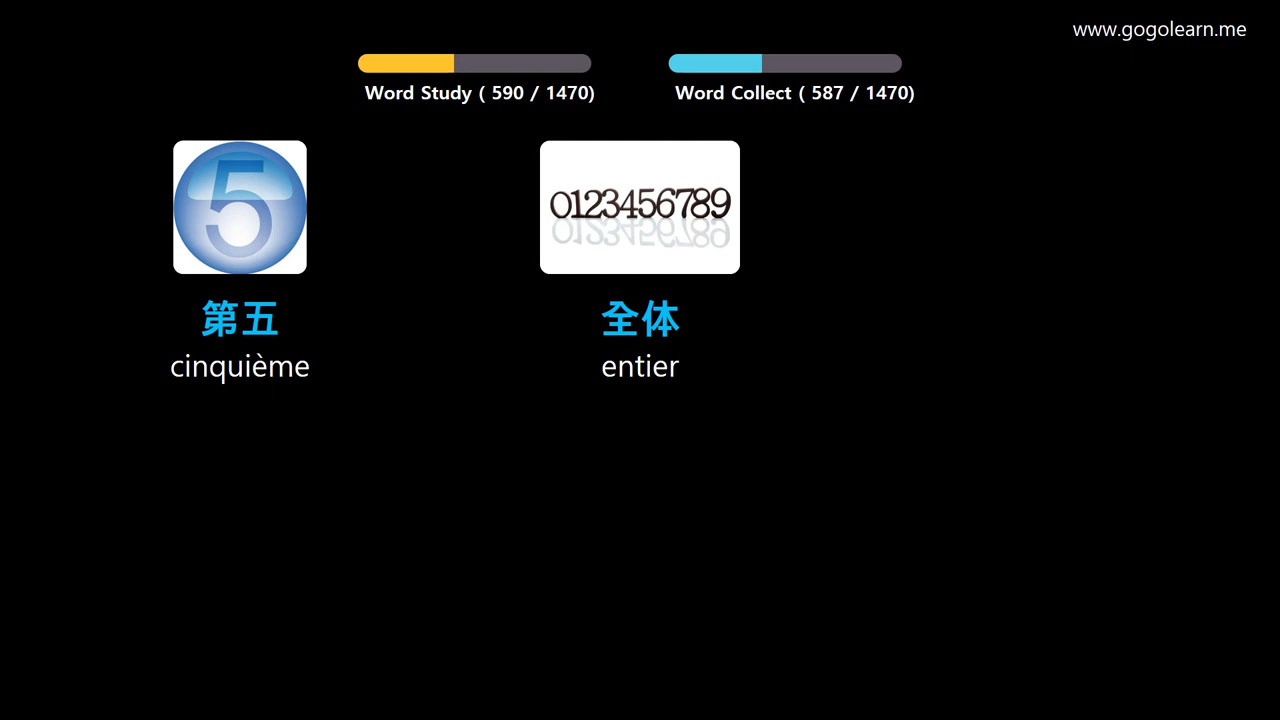 www.gogolearn.me
Word Study ( 590 / 1470)
Word Collect ( 587 / 1470)
5
0123456789
第五
全体
cinquième
entier